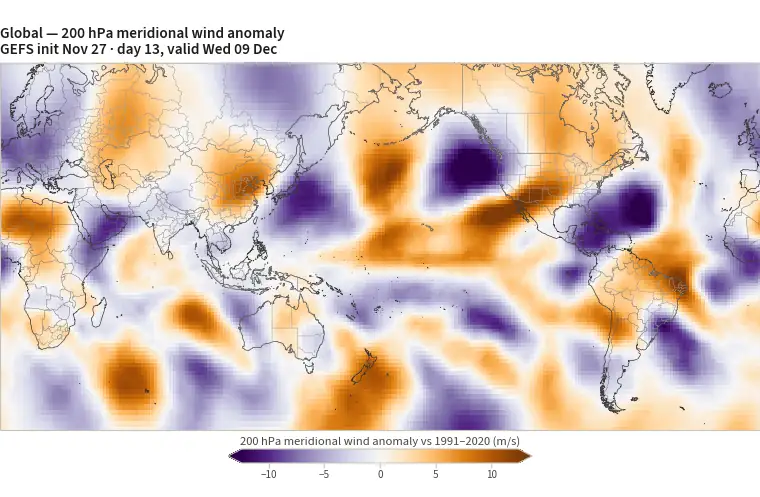 Global — 200 hPa meridional wind anomaly
GEFS init Nov 27 · day 13, valid Wed 09 Dec
200 hPa meridional wind anomaly vs 1991–2020 (m/s)
−10 −5 0 5 10